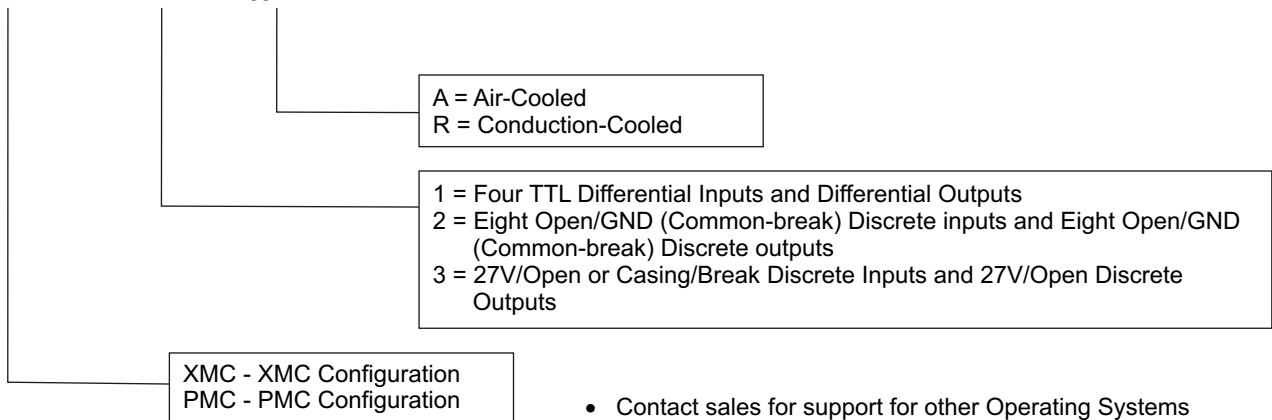 A = Air-Cooled
R = Conduction-Cooled
1 = Four TTL Differential Inputs and Differential Outputs
2 = Eight Open/GND (Common-break) Discrete inputs and Eight Open/GND
(Common-break) Discrete outputs
3 = 27V/Open or Casing/Break Discrete Inputs and 27V/Open Discrete
Outputs
XMC - XMC Configuration
PMC - PMC Configuration
• Contact sales for support for other Operating Systems